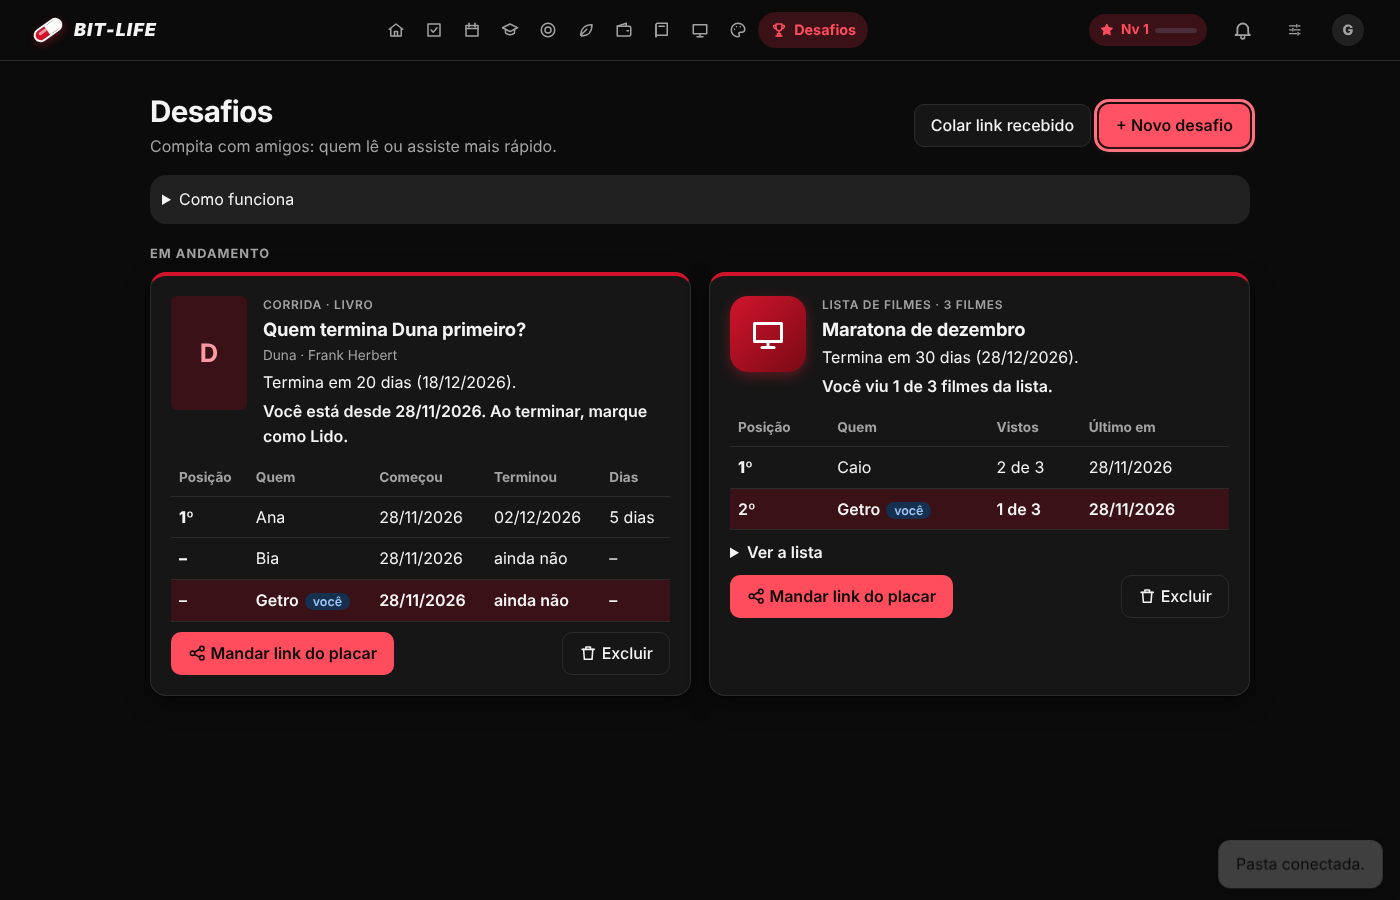 BIT-LIFE
Desafios
Nv 1
G
Desafios
Compita com amigos: quem lê ou assiste mais rápido.
Colar link recebido
+ Novo desafio
Como funciona
EM ANDAMENTO
D
CORRIDA · LIVRO
Quem termina Duna primeiro?
Duna · Frank Herbert
Termina em 20 dias (18/12/2026).
Você está desde 28/11/2026. Ao terminar, marque
como Lido.
Posição Quem Começou Terminou Dias
1º Ana 28/11/2026 02/12/2026 5 dias
– Bia 28/11/2026 ainda não –
– Getro você 28/11/2026 ainda não –
Mandar link do placar
Excluir
LISTA DE FILMES · 3 FILMES
Maratona de dezembro
Termina em 30 dias (28/12/2026).
Você viu 1 de 3 filmes da lista.
Posição Quem Vistos Último em
1º Caio 2 de 3 28/11/2026
2º Getro você 1 de 3 28/11/2026
Ver a lista
Mandar link do placar
Excluir
Pasta conectada.